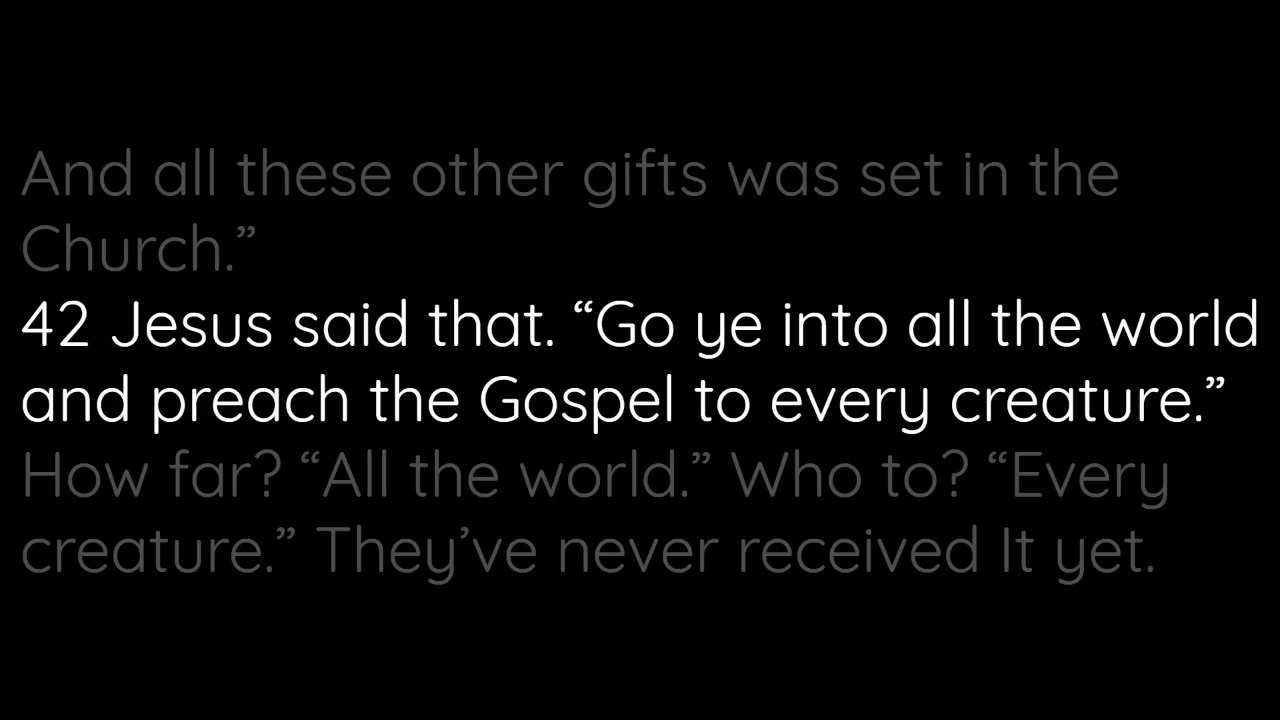 And all these other gifts was set in the
Church.”
42 Jesus said that. “Go ye into all the world
and preach the Gospel to every creature.”
How far? “All the world.” Who to? “Every
creature.” They’ve never received It yet.